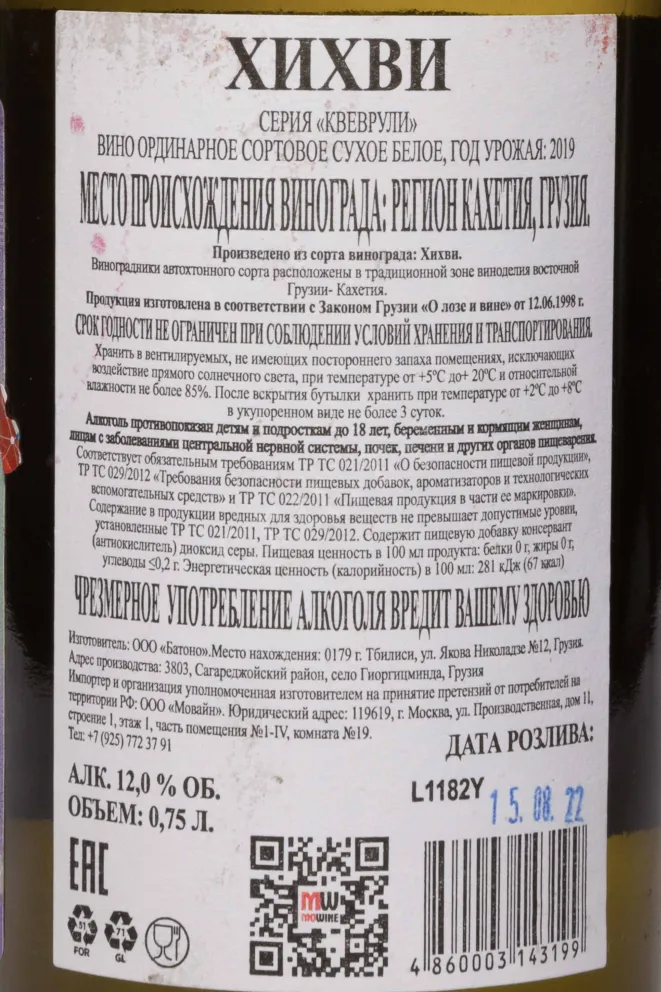 ХИХВИ
СЕРИЯ «КВЕВРУЛИ»
ВИНО ОРДИНАРНОЕ СОРТОВОЕ СУХОЕ БЕЛОЕ, ГОД УРОЖАЯ: 2019
МЕСТО ПРОИСХОЖДЕНИЯ ВИНОГРАДА: РЕГИОН КАХЕТИЯ, ГРУЗИЯ.
Произведено из сорта винограда: Хихви.
Виноградники автохтонного сорта расположены в традиционной зоне виноделия восточной
Грузии- Кахетия.
Продукция изготовлена в соответствии с Законом Грузии «О лозе и вине» от 12.06.1998 г.
СРОК ГОДНОСТИ НЕ ОГРАНИЧЕН ПРИ СОБЛЮДЕНИИ УСЛОВИЙ ХРАНЕНИЯ И ТРАНСПОРТИРОВАНИЯ.
Хранить в вентилируемых, не имеющих постороннего запаха помещениях, исключающих
воздействие прямого солнечного света, при температуре от +5°С до+ 20°С и относительной
влажности не более 85%. После вскрытия бутылки хранить при температуре от +2°С до +8°С
в укупоренном виде не более 3 суток.
Алкоголь противопоказан детям и подросткам до 18 лет, беременным и кормящим женщинам,
лицам с заболеваниями центральной нервной системы, почек, печени и других органов пищеварения.
Соответствует обязательным требованиям ТР ТС 021/2011 «О безопасности пищевой продукции»,
ТР ТС 029/2012 «Требования безопасности пищевых добавок, ароматизаторов и технологических
вспомогательных средств» и ТР ТС 022/2011 «Пищевая продукция в части ее маркировки».
Содержание в продукции вредных для здоровья веществ не превышает допустимые уровни,
установленные ТР ТС 021/2011, ТР ТС 029/2012. Содержит пищевую добавку консервант
(антиокислитель) диоксид серы. Пищевая ценность в 100 мл продукта: белки 0 г, жиры 0 г,
углеводы ≤0,2 г. Энергетическая ценность (калорийность) в 100 мл: 281 кДж (67 ккал)
ЧРЕЗМЕРНОЕ УПОТРЕБЛЕНИЕ АЛКОГОЛЯ ВРЕДИТ ВАШЕМУ ЗДОРОВЬЮ
Изготовитель: ООО «Батоно».Место нахождения: 0179 г. Тбилиси, ул. Якова Николадзе №12, Грузия.
Адрес производства: 3803, Сагареджойский район, село Гиоргицминда, Грузия
Импортер и организация уполномоченная изготовителем на принятие претензий от потребителей на
территории РФ: ООО «Мовайн». Юридический адрес: 119619, г. Москва, ул. Производственная, дом 11,
строение 1, этаж 1, часть помещения №1-IV, комната №19.
Тел: +7 (925) 772 37 91
ДАТА РОЗЛИВА:
АЛК. 12,0 % ОБ.
ОБЪЕМ: 0,75 Л.
L1182Y
15.08.22
EAC
51
FOR
71
GL
MW
MOWINE
4 860003 143199